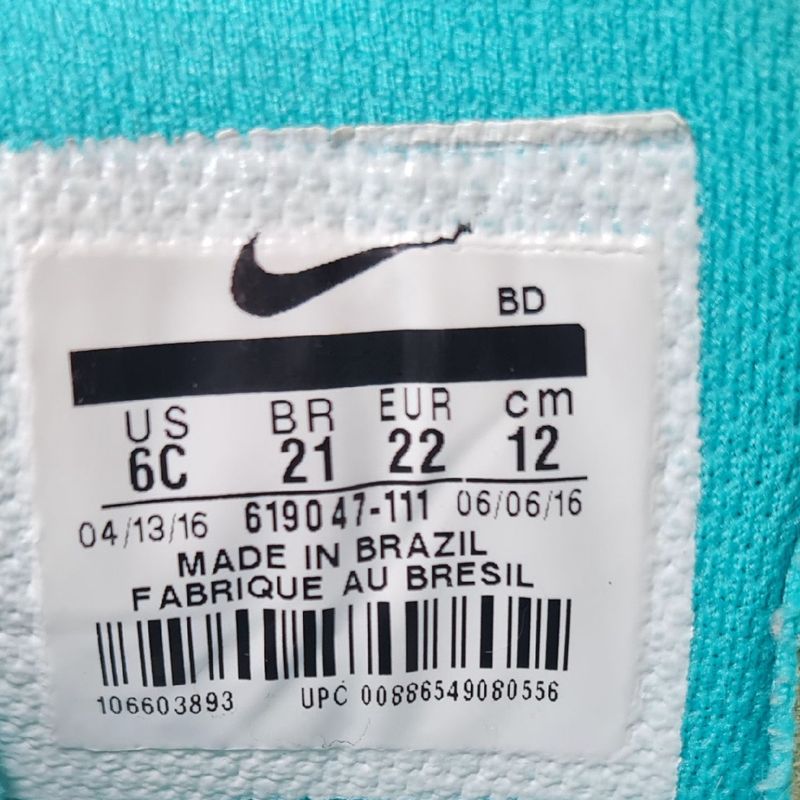 BD
US BR EUR cm
6C 21 22 12
04/13/16 619047-111 06/06/16
MADE IN BRAZIL
FABRIQUE AU BRESIL
106603893 UPC 00886549080556